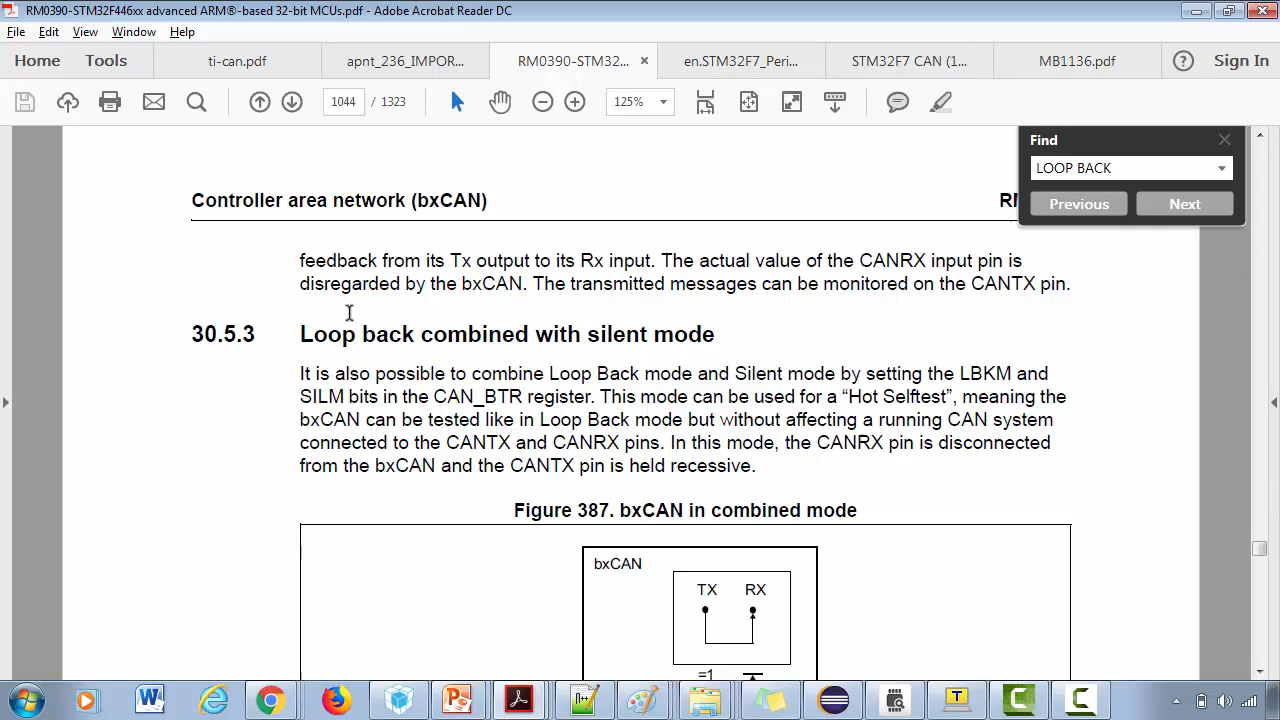 RM0390-STM32F446xx advanced ARM®-based 32-bit MCUs.pdf - Adobe Acrobat Reader DC
File Edit View Window Help
Home Tools ti-can.pdf apnt_236_IMPOR... RM0390-STM32... × en.STM32F7_Peri... STM32F7 CAN (1... MB1136.pdf ? Sign In
1044 / 1323 125%
Find
LOOP BACK
Previous Next
Controller area network (bxCAN)
feedback from its Tx output to its Rx input. The actual value of the CANRX input pin is
disregarded by the bxCAN. The transmitted messages can be monitored on the CANTX pin.
30.5.3 Loop back combined with silent mode
It is also possible to combine Loop Back mode and Silent mode by setting the LBKM and
SILM bits in the CAN_BTR register. This mode can be used for a “Hot Selftest”, meaning the
bxCAN can be tested like in Loop Back mode but without affecting a running CAN system
connected to the CANTX and CANRX pins. In this mode, the CANRX pin is disconnected
from the bxCAN and the CANTX pin is held recessive.
Figure 387. bxCAN in combined mode
bxCAN
TX RX
=1